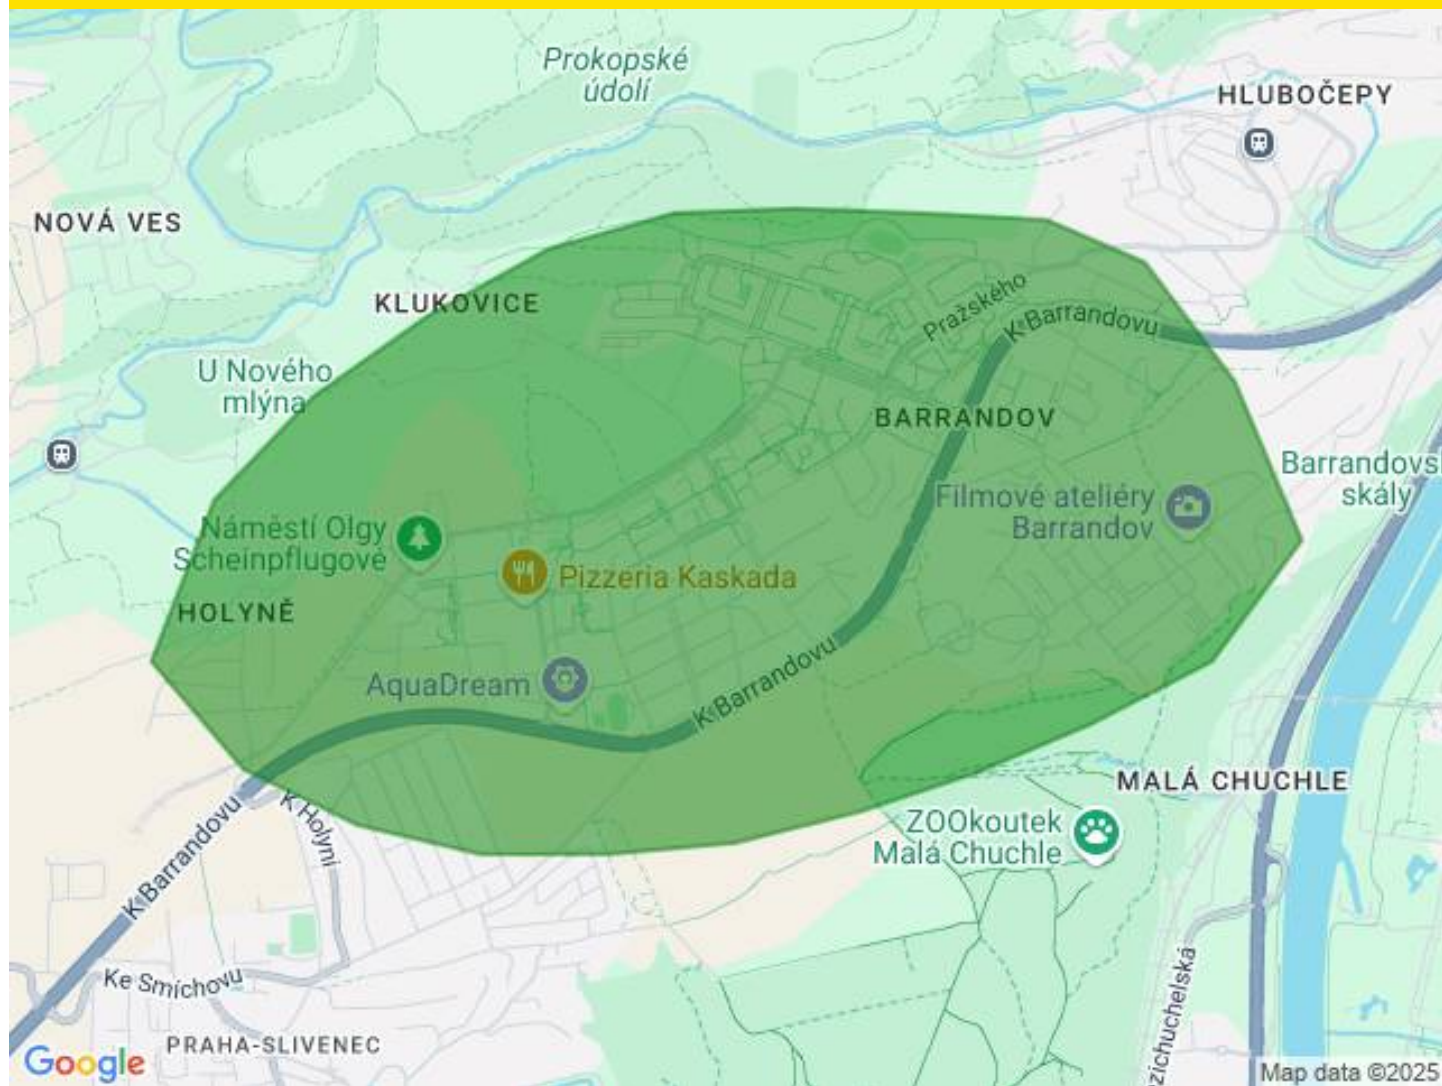 Prokopské
údolí
HLUBOČEPY
NOVÁ VES
KLUKOVICE
Pražského
K Barrandovu
U Nového
mlýna
BARRANDOV
Barrandovs
skály
Filmové ateliéry
Barrandov
Náměstí Olgy
Scheinpflugové
Pizzeria Kaskada
HOLYNĚ
AquaDream
K Barrandovu
MALÁ CHUCHLE
K Holyni
ZOOkoutek
Malá Chuchle
K Barrandovu
Ke Smíchovu
zichuchelská
PRAHA-SLIVENEC
Google
Map data ©2025